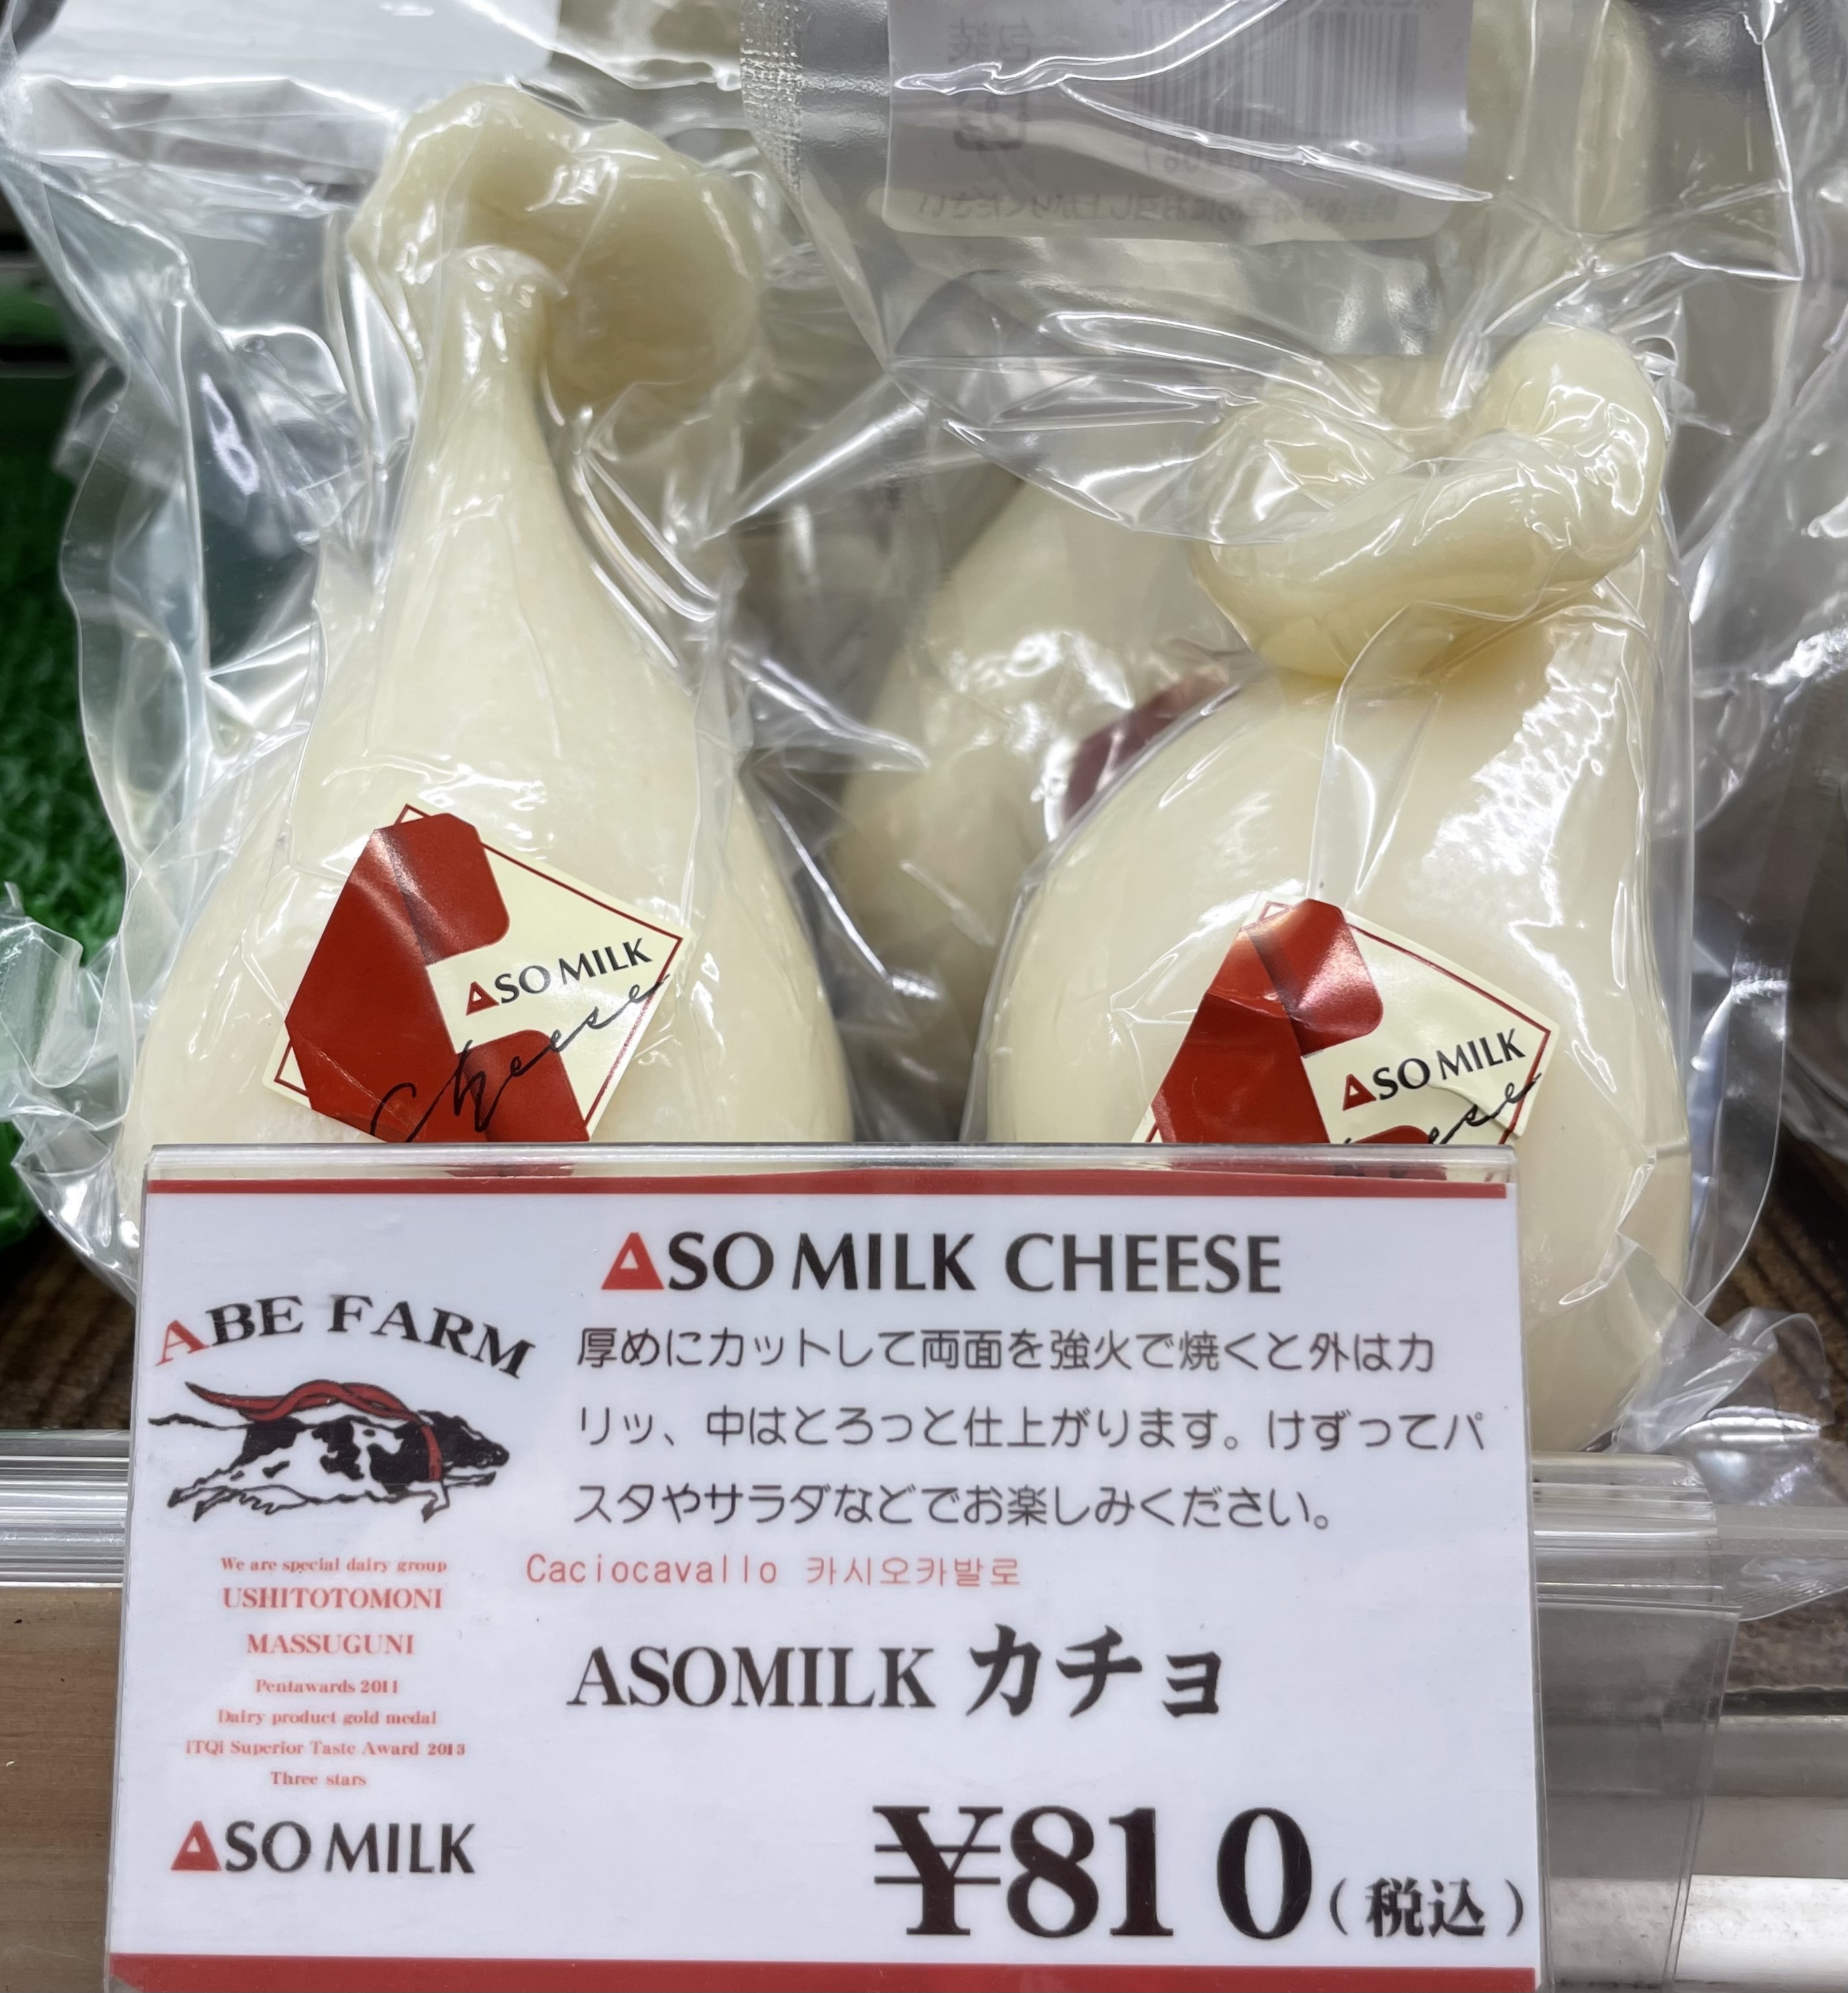 ASO MILK
Cheese
ASO MILK
ASO MILK CHEESE
ABE FARM
厚めにカットして両面を強火で焼くと外はカ
リッ、中はとろっと仕上がります。けずってパ
スタやサラダなどでお楽しみください。
We are special dairy group
USHITOTOMONI
MASSUGUNI
Pentawards 2011
Dairy product gold medal
iTQi Superior Taste Award 2013
Three stars
ASO MILK
Caciocavallo 카시오카발로
ASOMILK カチョ
¥810(税込)